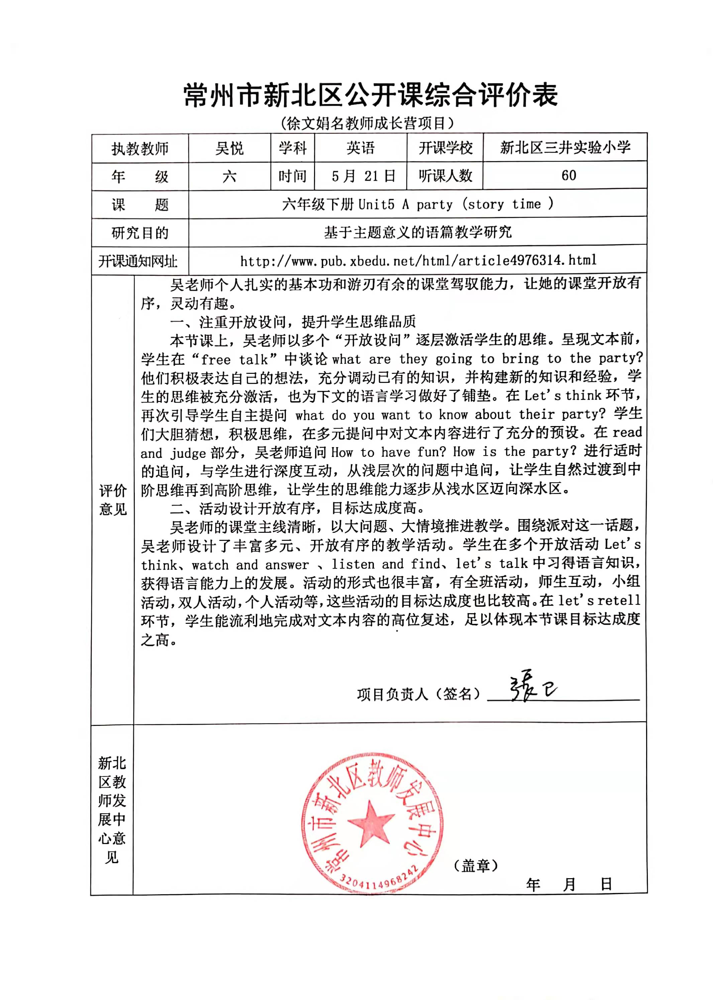 常州市新北区公开课综合评价表
(徐文娟名教师成长营项目)
执教教师 吴悦 学科 英语 开课学校 新北区三井实验小学
年 级 六 时间 5月 21日 听课人数 60
课 题 六年级下册 Unit5 A party (story time )
研究目的 基于主题意义的语篇教学研究
开课通知网址 http://www.pub.xbedu.net/html/article4976314.html
评价
意见
吴老师个人扎实的基本功和游刃有余的课堂驾驭能力，让她的课堂开放有
序，灵动有趣。
一、注重开放设问，提升学生思维品质
本节课上，吴老师以多个“开放设问”逐层激活学生的思维。呈现文本前，
学生在“free talk”中谈论 what are they going to bring to the party?
他们积极表达自己的想法，充分调动已有的知识，并构建新的知识和经验，学
生的思维被充分激活，也为下文的语言学习做好了铺垫。在 Let's think 环节，
再次引导学生自主提问 what do you want to know about their party? 学生
们大胆猜想，积极思维，在多元提问中对文本内容进行了充分的预设。在 read
and judge 部分，吴老师追问 How to have fun? How is the party？进行适时
的追问，与学生进行深度互动，从浅层次的问题中追问，让学生自然过渡到中
阶思维再到高阶思维，让学生的思维能力逐步从浅水区迈向深水区。
二、活动设计开放有序，目标达成度高。
吴老师的课堂主线清晰，以大问题、大情境推进教学。围绕派对这一话题，
吴老师设计了丰富多元、开放有序的教学活动。学生在多个开放活动 Let's
think、watch and answer 、listen and find、let's talk 中习得语言知识，
获得语言能力上的发展。活动的形式也很丰富，有全班活动，师生互动，小组
活动，双人活动，个人活动等，这些活动的目标达成度也比较高。在 let's retell
环节，学生能流利地完成对文本内容的高位复述，足以体现本节课目标达成度
之高。
项目负责人（签名）
新北
区教
师发
展中
心意
见
常州市新北区教师发展中心
3204114968242
（盖章）
年 月 日